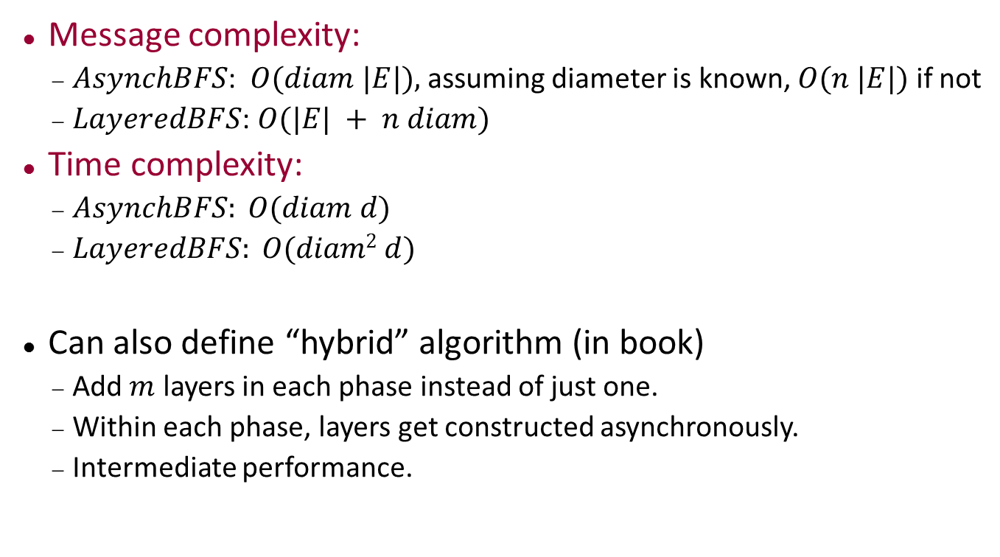 • Message complexity:
– AsynchBFS: O(diam |E|), assuming diameter is known, O(n |E|) if not
– LayeredBFS: O(|E| + n diam)
• Time complexity:
– AsynchBFS: O(diam d)
– LayeredBFS: O(diam² d)
• Can also define “hybrid” algorithm (in book)
– Add m layers in each phase instead of just one.
– Within each phase, layers get constructed asynchronously.
– Intermediate performance.